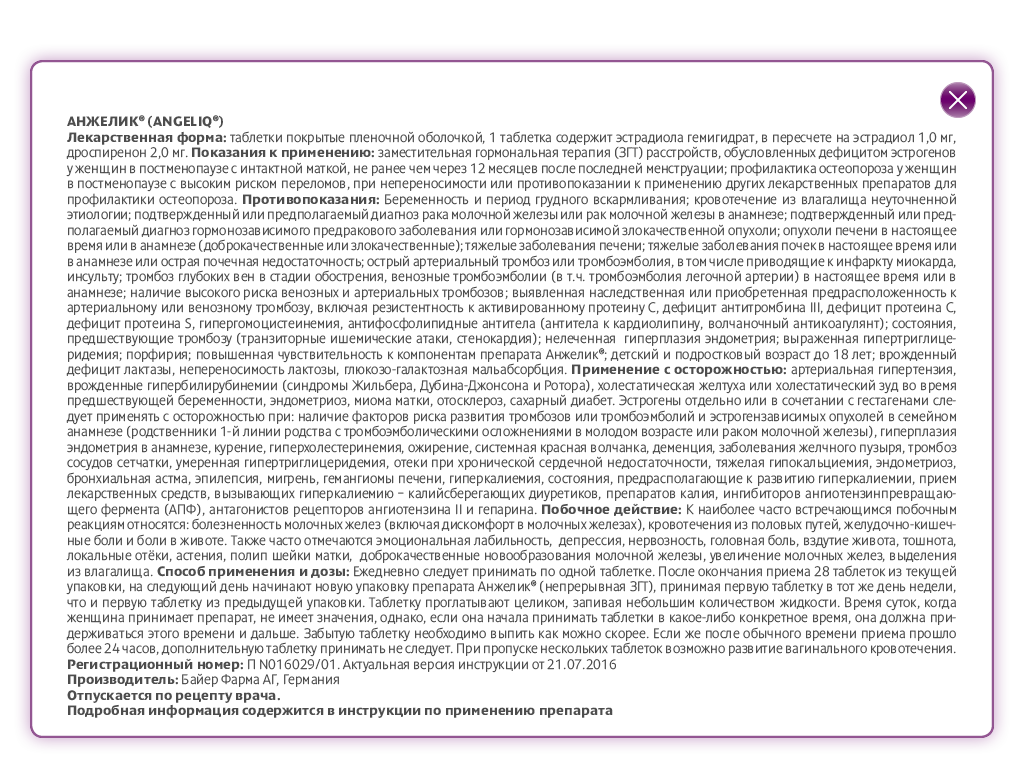 АНЖЕЛИК® (ANGELIQ®)
Лекарственная форма: таблетки покрытые пленочной оболочкой, 1 таблетка содержит эстрадиола гемигидрат, в пересчете на эстрадиол 1,0 мг,
дроспиренон 2,0 мг. Показания к применению: заместительная гормональная терапия (ЗГТ) расстройств, обусловленных дефицитом эстрогенов
у женщин в постменопаузе с интактной маткой, не ранее чем через 12 месяцев после последней менструации; профилактика остеопороза у женщин
в постменопаузе с высоким риском переломов, при непереносимости или противопоказании к применению других лекарственных препаратов для
профилактики остеопороза. Противопоказания: Беременность и период грудного вскармливания; кровотечение из влагалища неуточненной
этиологии; подтвержденный или предполагаемый диагноз рака молочной железы или рак молочной железы в анамнезе; подтвержденный или пред-
полагаемый диагноз гормонозависимого предракового заболевания или гормонозависимой злокачественной опухоли; опухоли печени в настоящее
время или в анамнезе (доброкачественные или злокачественные); тяжелые заболевания печени; тяжелые заболевания почек в настоящее время или
в анамнезе или острая почечная недостаточность; острый артериальный тромбоз или тромбоэмболия, в том числе приводящие к инфаркту миокарда,
инсульту; тромбоз глубоких вен в стадии обострения, венозные тромбоэмболии (в т.ч. тромбоэмболия легочной артерии) в настоящее время или в
анамнезе; наличие высокого риска венозных и артериальных тромбозов; выявленная наследственная или приобретенная предрасположенность к
артериальному или венозному тромбозу, включая резистентность к активированному протеину С, дефицит антитромбина III, дефицит протеина С,
дефицит протеина S, гипергомоцистеинемия, антифосфолипидные антитела (антитела к кардиолипину, волчаночный антикоагулянт); состояния,
предшествующие тромбозу (транзиторные ишемические атаки, стенокардия); нелеченная гиперплазия эндометрия; выраженная гипертриглице-
ридемия; порфирия; повышенная чувствительность к компонентам препарата Анжелик®; детский и подростковый возраст до 18 лет; врожденный
дефицит лактазы, непереносимость лактозы, глюкозо-галактозная мальабсорбция. Применение с осторожностью: артериальная гипертензия,
врожденные гипербилирубинемии (синдромы Жильбера, Дубина-Джонсона и Ротора), холестатическая желтуха или холестатический зуд во время
предшествующей беременности, эндометриоз, миома матки, отосклероз, сахарный диабет. Эстрогены отдельно или в сочетании с гестагенами сле-
дует применять с осторожностью при: наличие факторов риска развития тромбозов или тромбоэмболий и эстрогензависимых опухолей в семейном
анамнезе (родственники 1-й линии родства с тромбоэмболическими осложнениями в молодом возрасте или раком молочной железы), гиперплазия
эндометрия в анамнезе, курение, гиперхолестеринемия, ожирение, системная красная волчанка, деменция, заболевания желчного пузыря, тромбоз
сосудов сетчатки, умеренная гипертриглицеридемия, отеки при хронической сердечной недостаточности, тяжелая гипокальциемия, эндометриоз,
бронхиальная астма, эпилепсия, мигрень, гемангиомы печени, гиперкалиемия, состояния, предрасполагающие к развитию гиперкалиемии, прием
лекарственных средств, вызывающих гиперкалиемию – калийсберегающих диуретиков, препаратов калия, ингибиторов ангиотензинпревращаю-
щего фермента (АПФ), антагонистов рецепторов ангиотензина II и гепарина. Побочное действие: К наиболее часто встречающимся побочным
реакциям относятся: болезненность молочных желез (включая дискомфорт в молочных железах), кровотечения из половых путей, желудочно-кишеч-
ные боли и боли в животе. Также часто отмечаются эмоциональная лабильность, депрессия, нервозность, головная боль, вздутие живота, тошнота,
локальные отёки, астения, полип шейки матки, доброкачественные новообразования молочной железы, увеличение молочных желез, выделения
из влагалища. Способ применения и дозы: Ежедневно следует принимать по одной таблетке. После окончания приема 28 таблеток из текущей
упаковки, на следующий день начинают новую упаковку препарата Анжелик® (непрерывная ЗГТ), принимая первую таблетку в тот же день недели,
что и первую таблетку из предыдущей упаковки. Таблетку проглатывают целиком, запивая небольшим количеством жидкости. Время суток, когда
женщина принимает препарат, не имеет значения, однако, если она начала принимать таблетки в какое-либо конкретное время, она должна при-
держиваться этого времени и дальше. Забытую таблетку необходимо выпить как можно скорее. Если же после обычного времени приема прошло
более 24 часов, дополнительную таблетку принимать не следует. При пропуске нескольких таблеток возможно развитие вагинального кровотечения.
Регистрационный номер: П N016029/01. Актуальная версия инструкции от 21.07.2016
Производитель: Байер Фарма АГ, Германия
Отпускается по рецепту врача.
Подробная информация содержится в инструкции по применению препарата